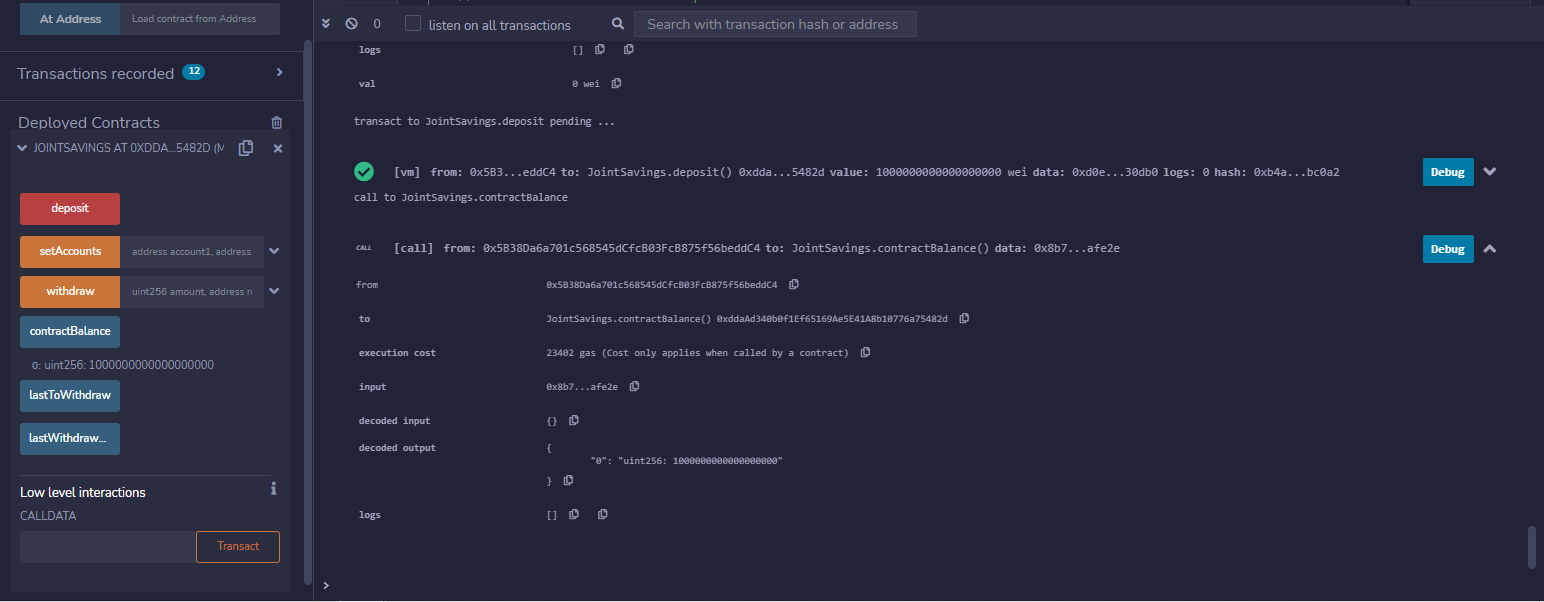 At Address Load contract from Address
Transactions recorded 12
Deployed Contracts
JOINTSAVINGS AT 0XDDA...5482D (M
deposit
setAccounts address account1, address
withdraw uint256 amount, address r
contractBalance
0: uint256: 1000000000000000000
lastToWithdraw
lastWithdraw...
Low level interactions i
CALLDATA
Transact
0 listen on all transactions Search with transaction hash or address
logs []
val 0 wei
transact to JointSavings.deposit pending ...
[vm] from: 0x5B3...eddC4 to: JointSavings.deposit() 0xdda...5482d value: 1000000000000000000 wei data: 0xd0e...30db0 logs: 0 hash: 0xb4a...bc0a2 Debug
call to JointSavings.contractBalance
CALL [call] from: 0x5B38Da6a701c568545dCfcB03FcB875f56beddC4 to: JointSavings.contractBalance() data: 0x8b7...afe2e Debug
from 0x5B38Da6a701c568545dCfcB03FcB875f56beddC4
to JointSavings.contractBalance() 0xddaAd340b0f1Ef65169Ae5E41A8b10776a75482d
execution cost 23402 gas (Cost only applies when called by a contract)
input 0x8b7...afe2e
decoded input {}
decoded output {
"0": "uint256: 1000000000000000000"
}
logs []
>